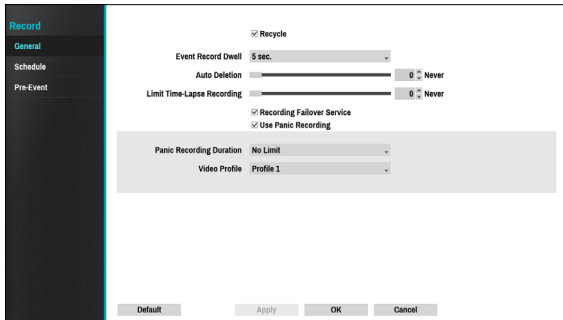 Record
General
Schedule
Pre-Event
Recycle
Event Record Dwell 5 sec.
Auto Deletion 0 Never
Limit Time-Lapse Recording 0 Never
Recording Failover Service
Use Panic Recording
Panic Recording Duration No Limit
Video Profile Profile 1
Default Apply OK Cancel